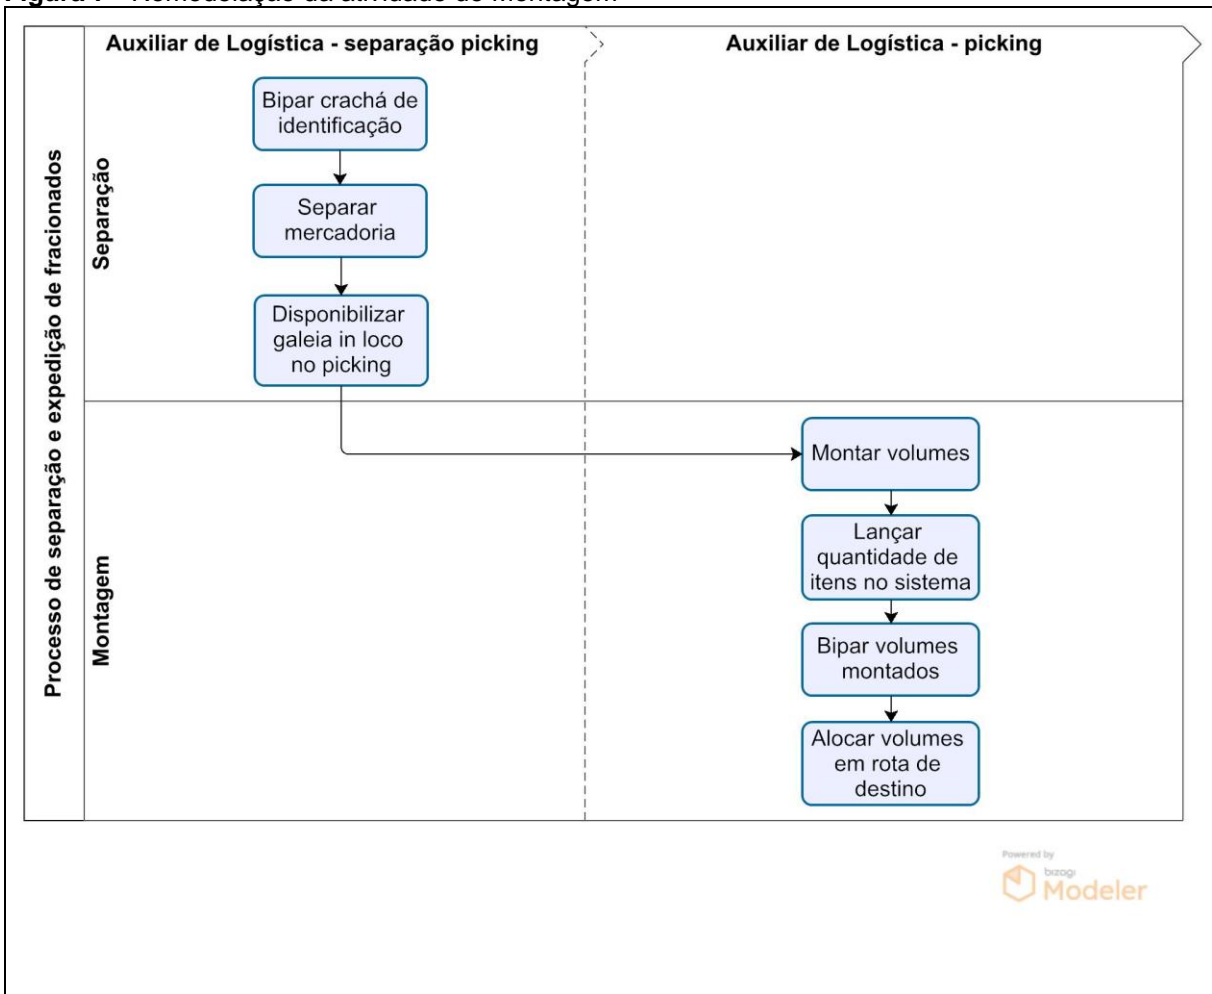 Auxiliar de Logística - separação picking
Auxiliar de Logística - picking
Processo de separação e expedição de fracionados
Separação
Bipar crachá de
identificação
Separar
mercadoria
Disponibilizar
galeia in loco
no picking
Montagem
Montar volumes
Lançar
quantidade de
itens no sistema
Bipar volumes
montados
Alocar volumes
em rota de
destino
Powered by
bizagi
Modeler